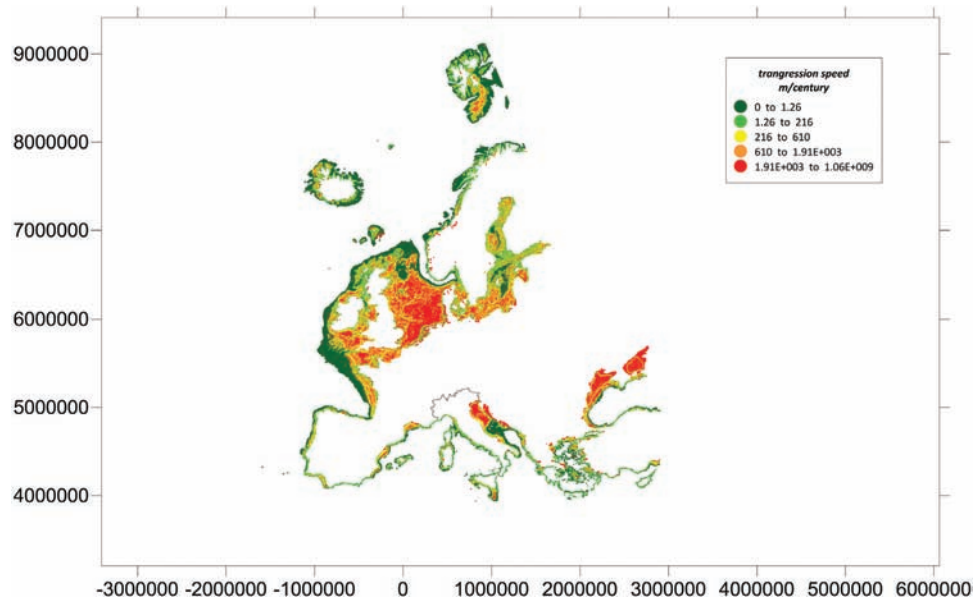 9000000
8000000
7000000
6000000
5000000
4000000
trangression speed
m/century
0 to 1.26
1.26 to 216
216 to 610
610 to 1.91E+003
1.91E+003 to 1.06E+009
-3000000 -2000000 -1000000 0 1000000 2000000 3000000 4000000 5000000 6000000